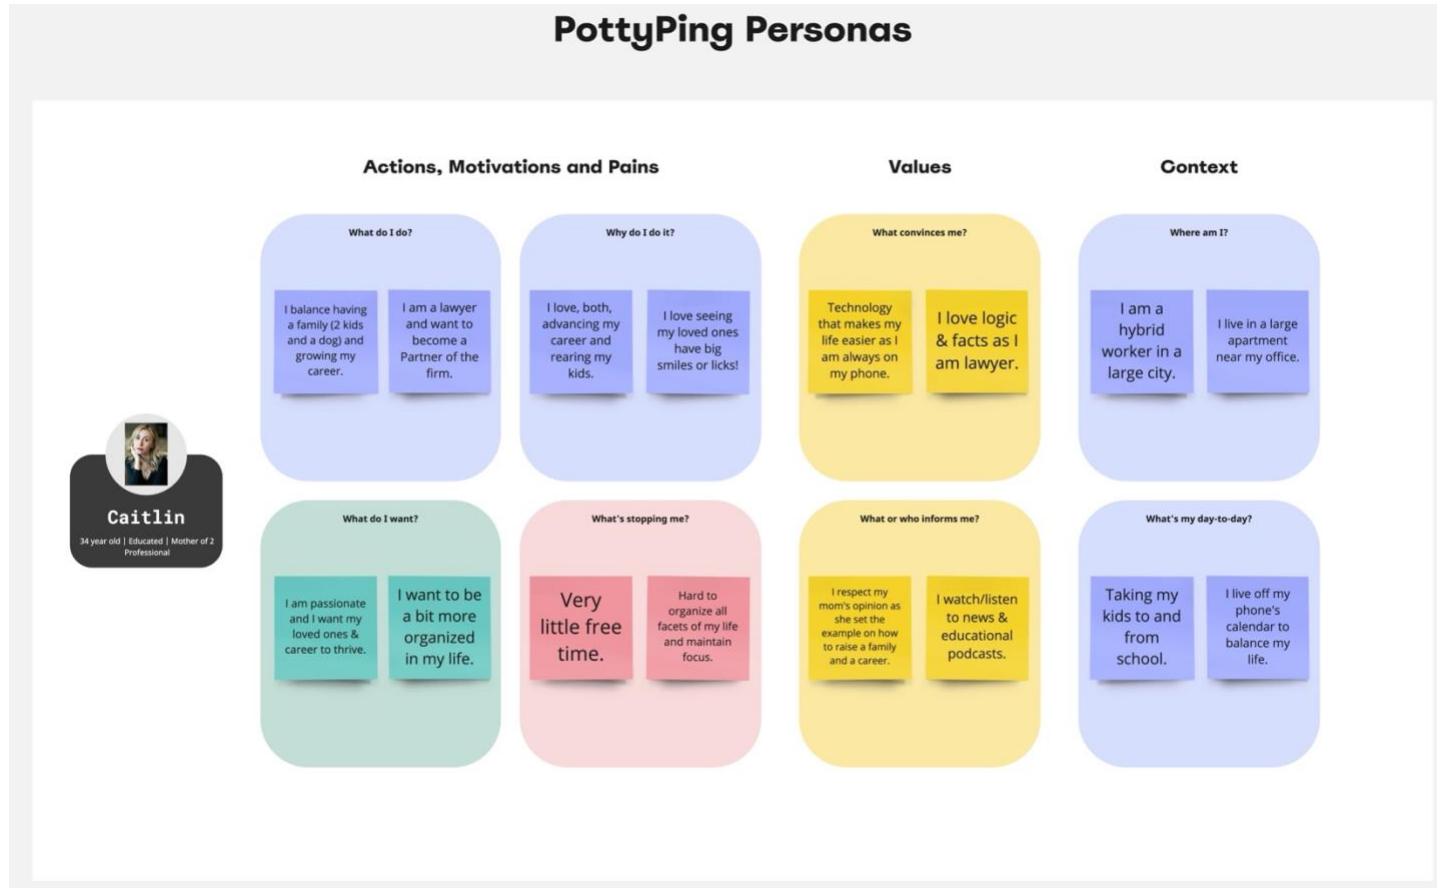 PottyPing Personas
Actions, Motivations and Pains
Values
Context
What do I do?
I balance having
a family (2 kids
and a dog) and
growing my
career.
I am a lawyer
and want to
become a
Partner of the
firm.
Why do I do it?
I love, both,
advancing my
career and
rearing my
kids.
I love seeing
my loved ones
have big
smiles or licks!
What convinces me?
Technology
that makes my
life easier as I
am always on
my phone.
I love logic
& facts as I
am lawyer.
Where am I?
I am a
hybrid
worker in a
large city.
I live in a large
apartment
near my office.
Caitlin
34 year old | Educated | Mother of 2
Professional
What do I want?
I am passionate
and I want my
loved ones &
career to thrive.
I want to be
a bit more
organized
in my life.
What's stopping me?
Very
little free
time.
Hard to
organize all
facets of my life
and maintain
focus.
What or who informs me?
I respect my
mom's opinion as
she set the
example on how
to raise a family
and a career.
I watch/listen
to news &
educational
podcasts.
What's my day-to-day?
Taking my
kids to and
from
school.
I live off my
phone's
calendar to
balance my
life.